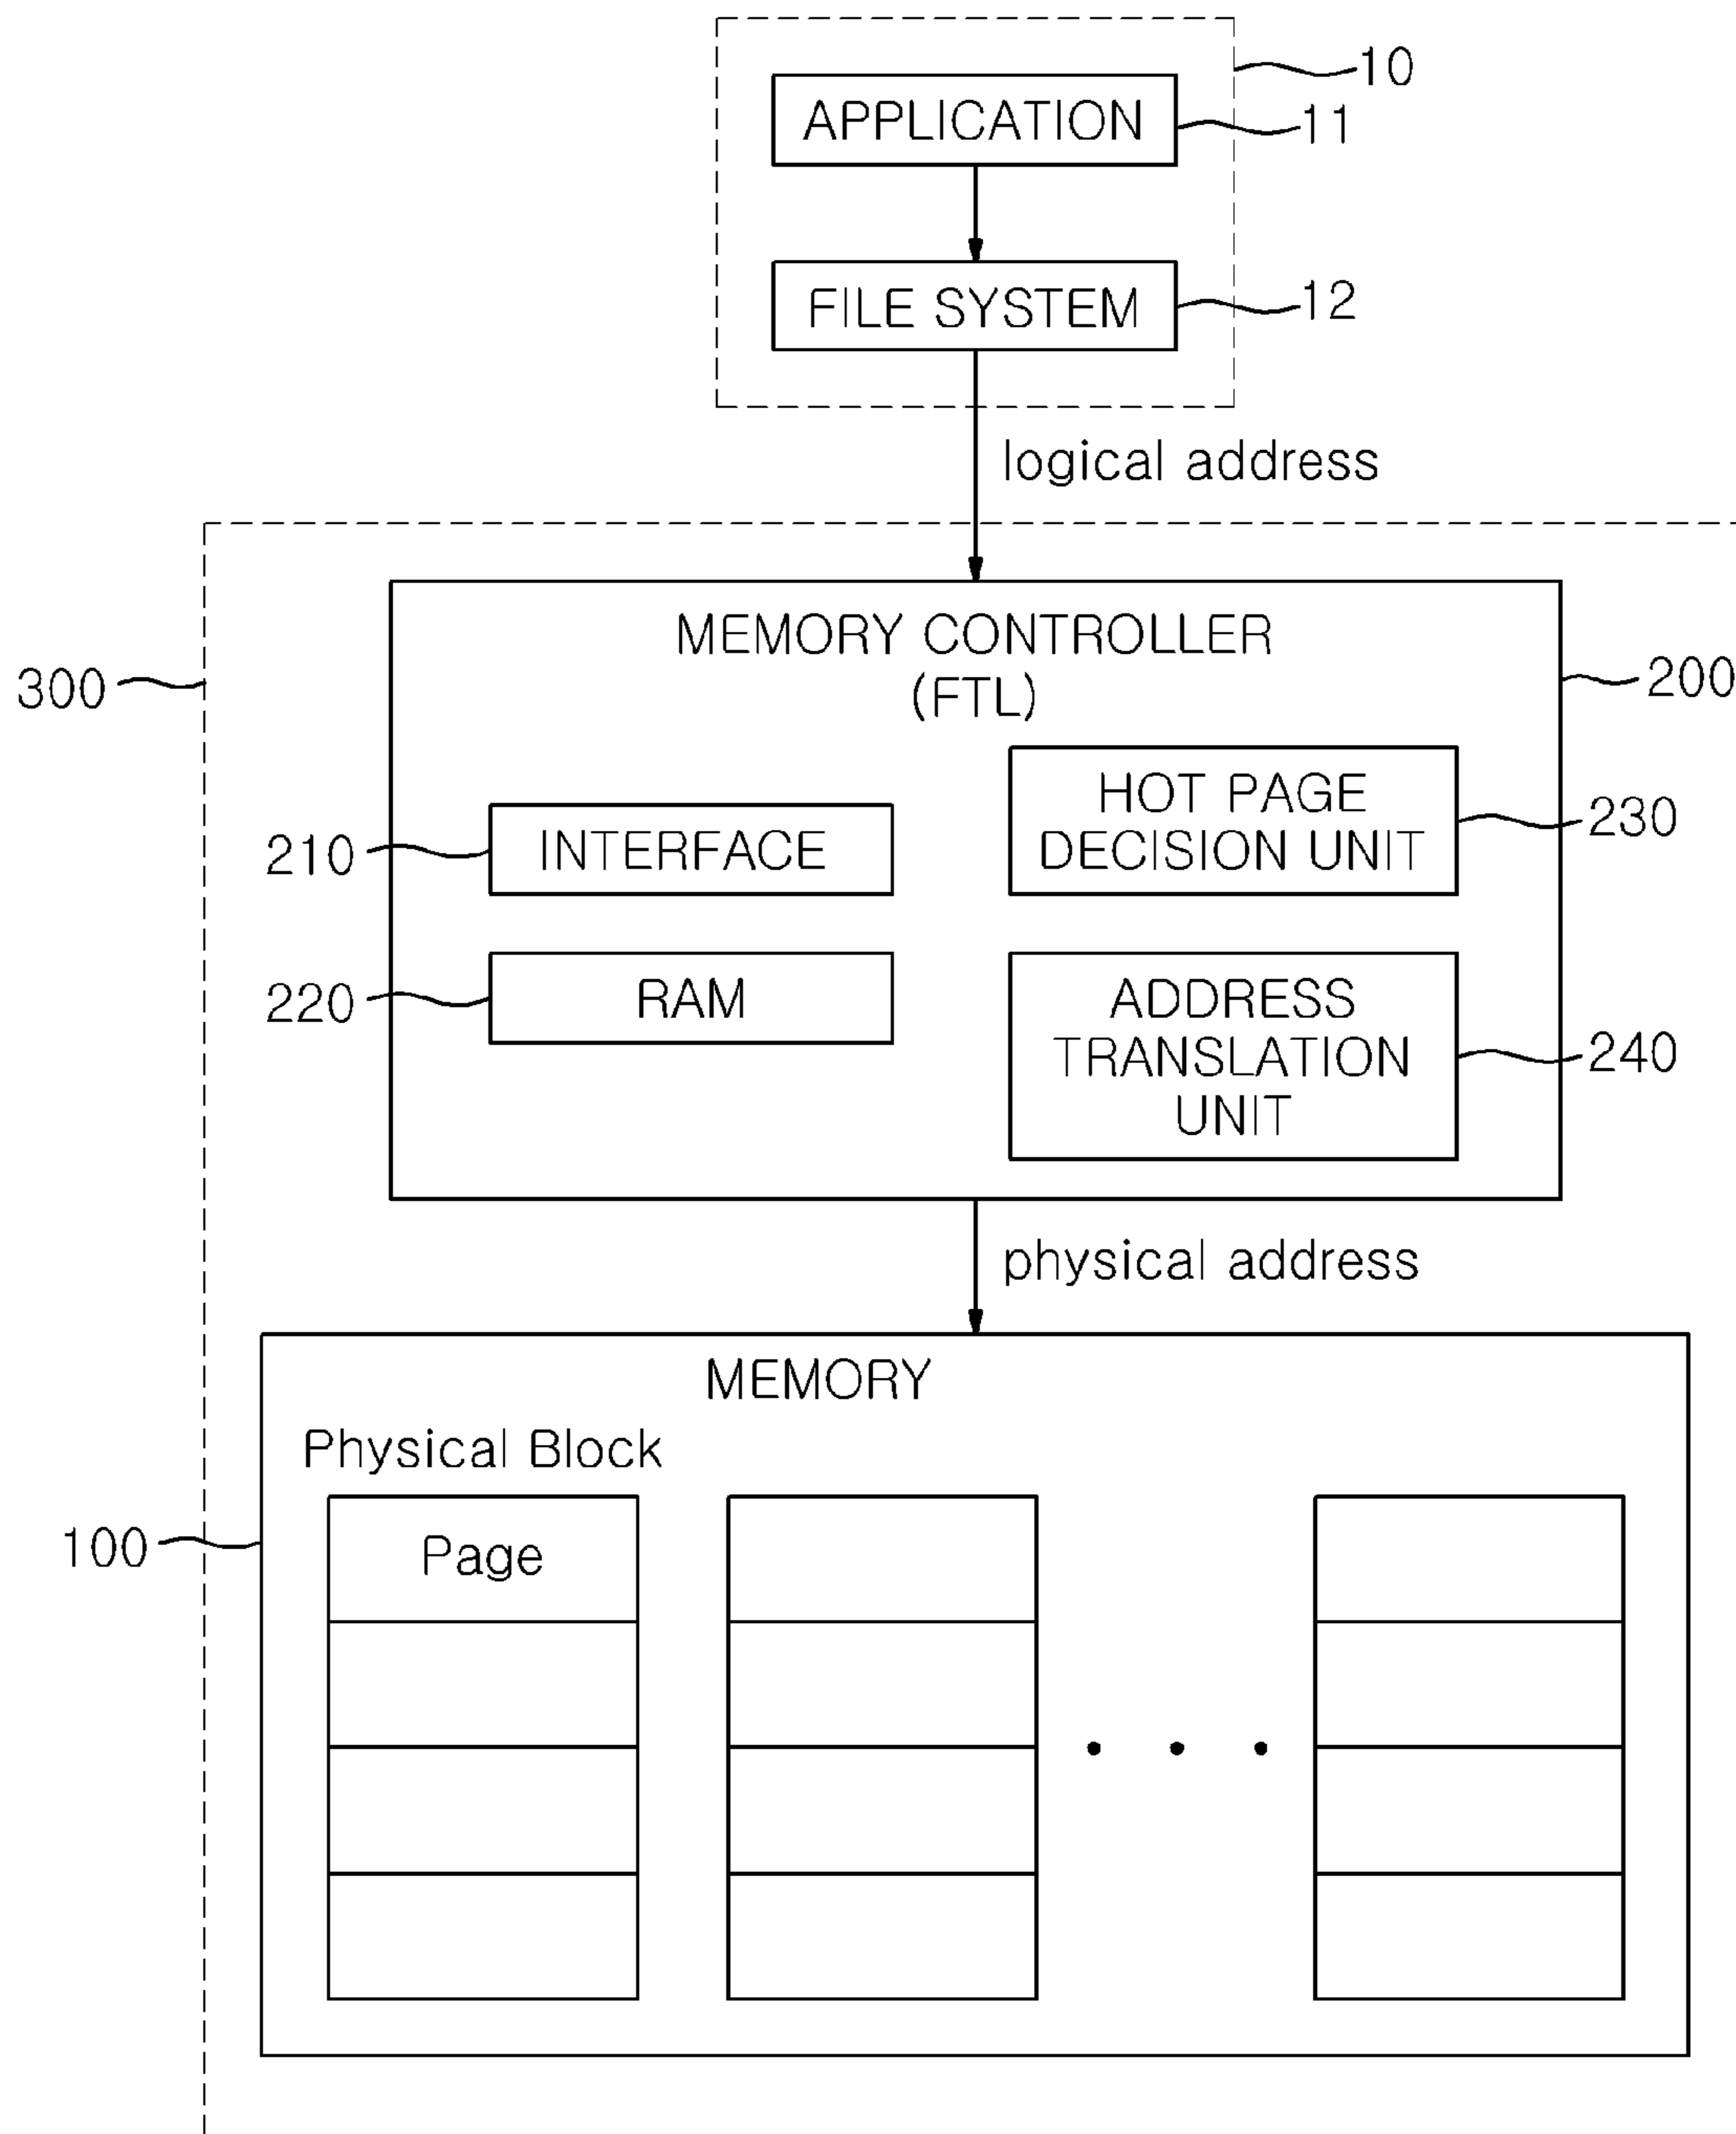 10
APPLICATION
11
FILE SYSTEM
12
logical address
300
MEMORY CONTROLLER
(FTL)
200
210
INTERFACE
HOT PAGE
DECISION UNIT
230
220
RAM
ADDRESS
TRANSLATION
UNIT
240
physical address
MEMORY
Physical Block
100
Page